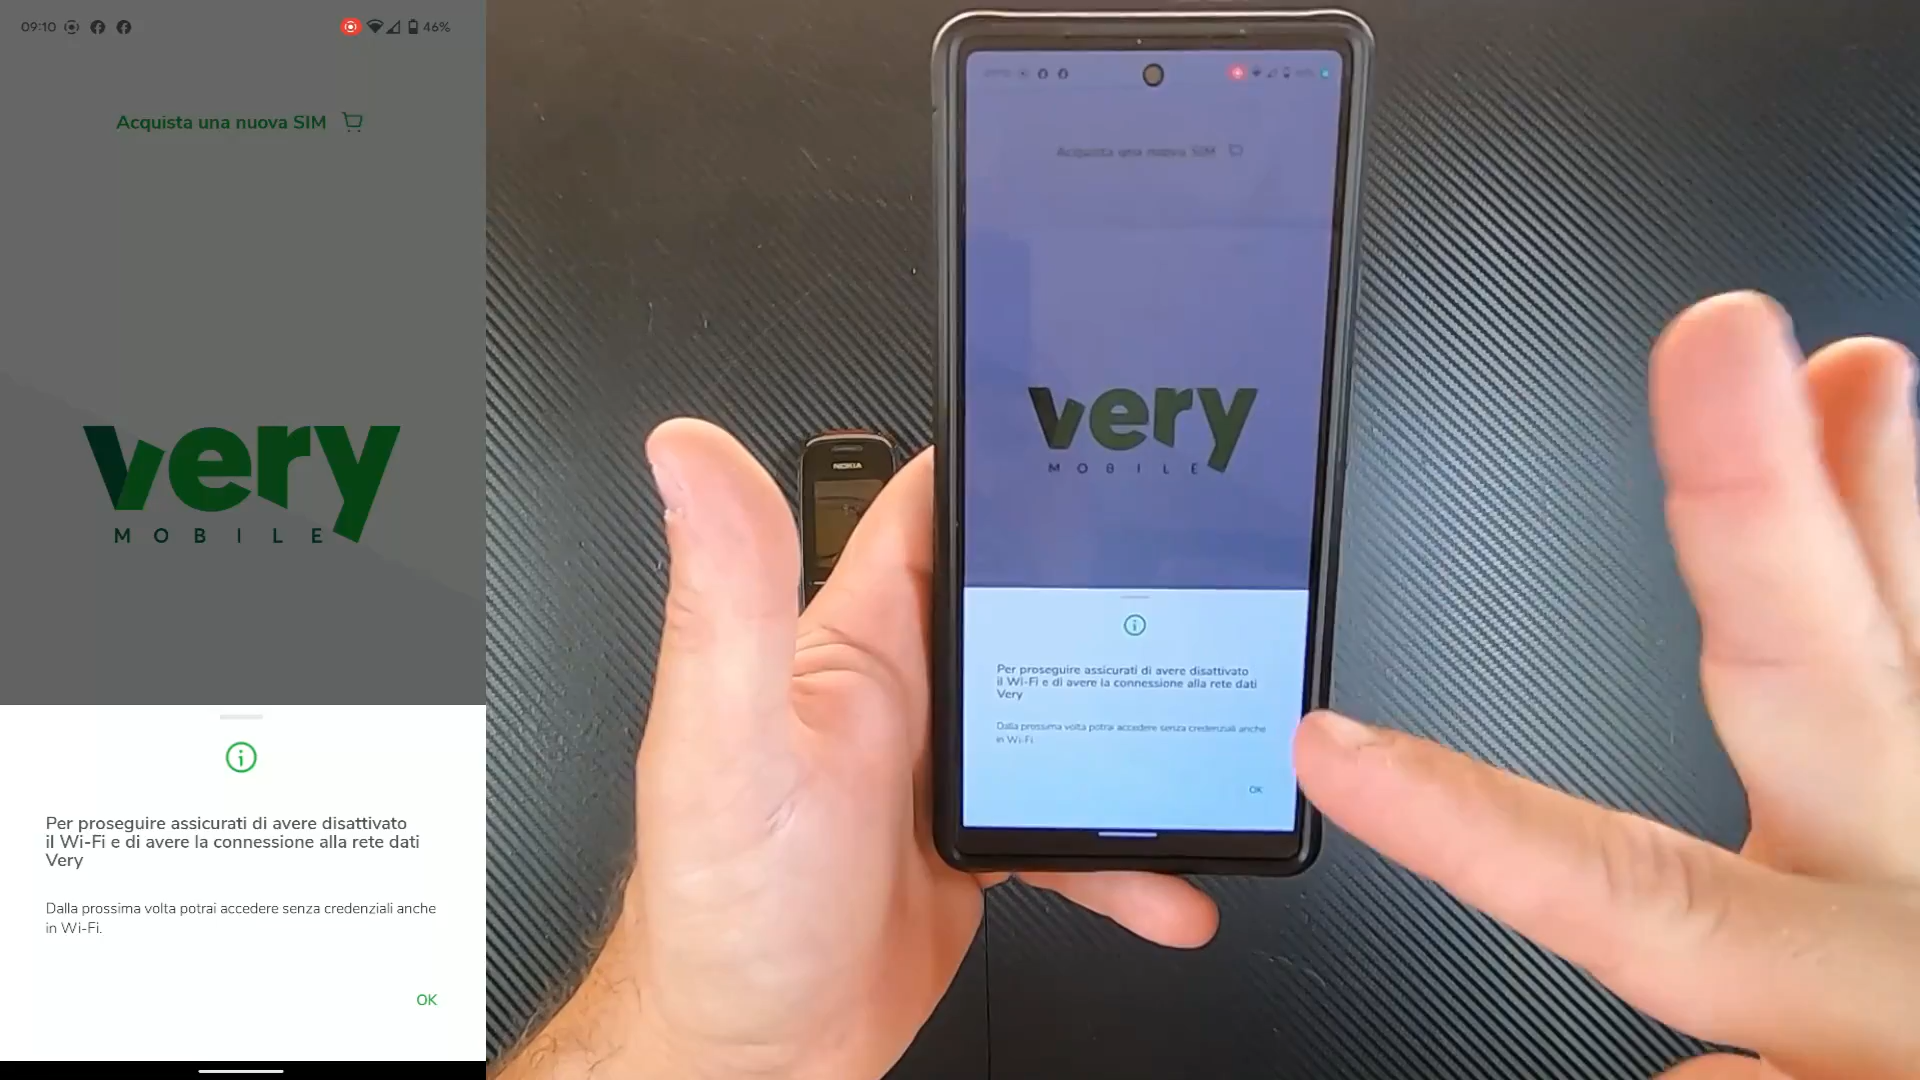 09:10
46%
Acquista una nuova SIM
very
MOBILE
Per proseguire assicurati di avere disattivato
il Wi-Fi e di avere la connessione alla rete dati
Very
Dalla prossima volta potrai accedere senza credenziali anche
in Wi-Fi.
OK
NOKIA
Acquista una nuova SIM
very
MOBILE
Per proseguire assicurati di avere disattivato
il Wi-Fi e di avere la connessione alla rete dati
Very
Dalla prossima volta potrai accedere senza credenziali anche
in Wi-Fi
OK